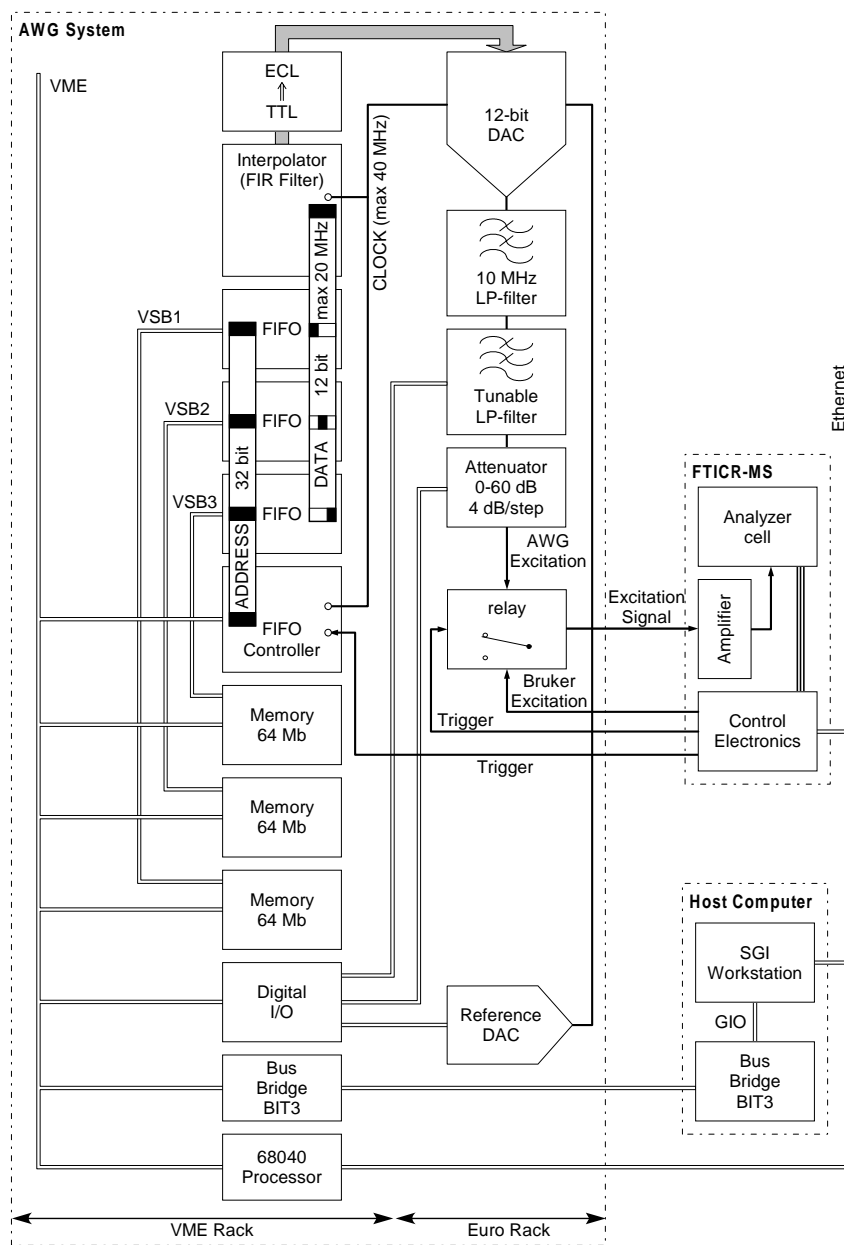 AWG System
VME
ECL
TTL
12-bit
DAC
Interpolator
(FIR Filter)
CLOCK (max 40 MHz)
max 20 MHz
12 bit
DATA
10 MHz
LP-filter
VSB1
FIFO
Tunable
LP-filter
Ethernet
VSB2
FIFO
32 bit
ADDRESS
Attenuator
0-60 dB
4 dB/step
FTICR-MS
VSB3
FIFO
Analyzer
cell
AWG
Excitation
Excitation
Signal
Amplifier
relay
FIFO
Controller
Bruker
Excitation
Trigger
Control
Electronics
Memory
64 Mb
Trigger
Memory
64 Mb
Memory
64 Mb
Host Computer
SGI
Workstation
Digital
I/O
Reference
DAC
GIO
Bus
Bridge
BIT3
Bus
Bridge
BIT3
68040
Processor
VME Rack
Euro Rack